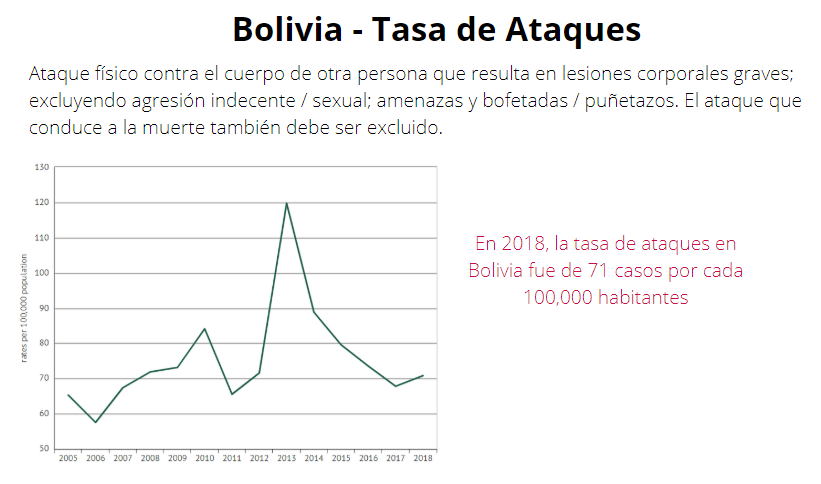 Bolivia - Tasa de Ataques
Ataque físico contra el cuerpo de otra persona que resulta en lesiones corporales graves;
excluyendo agresión indecente / sexual; amenazas y bofetadas / puñetazos. El ataque que
conduce a la muerte también debe ser excluido.
130
120
110
100
90
80
70
60
50
rates per 100,000 population
2005 2006 2007 2008 2009 2010 2011 2012 2013 2014 2015 2016 2017 2018
En 2018, la tasa de ataques en
Bolivia fue de 71 casos por cada
100,000 habitantes